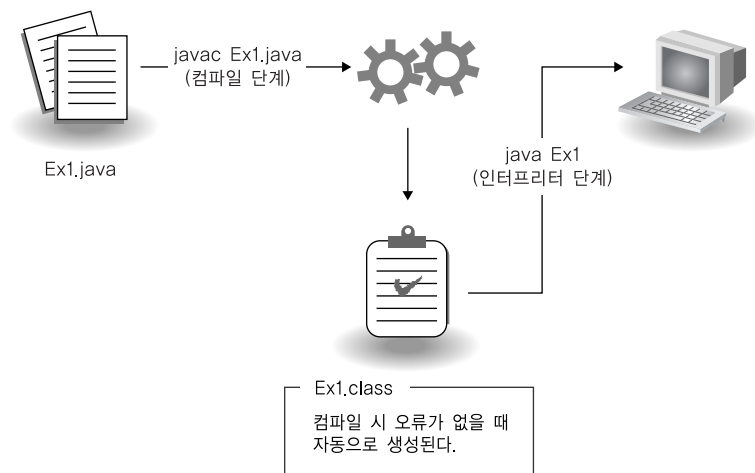 javac Ex1.java
(컴파일 단계)
Ex1.java
java Ex1
(인터프리터 단계)
Ex1.class
컴파일 시 오류가 없을 때
자동으로 생성된다.